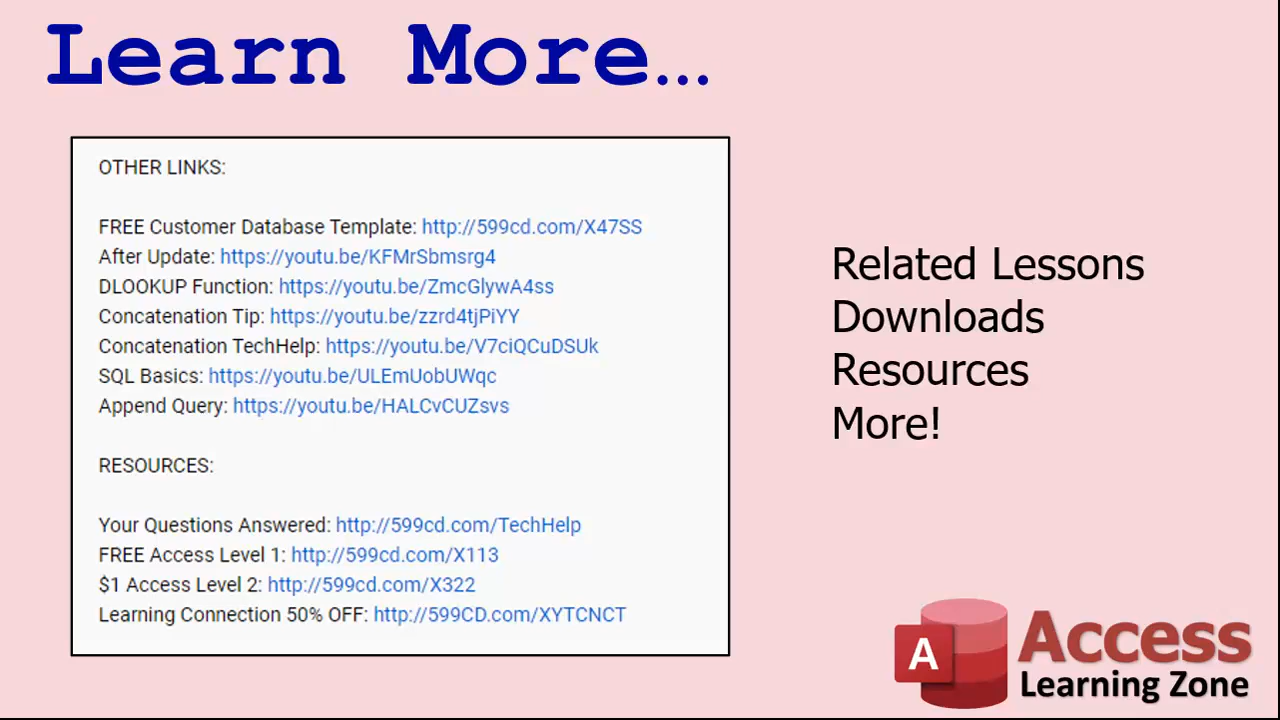 Learn More...
OTHER LINKS:
FREE Customer Database Template: http://599cd.com/X47SS
After Update: https://youtu.be/KFMrSbmsrg4
DLOOKUP Function: https://youtu.be/ZmcGlywA4ss
Concatenation Tip: https://youtu.be/zzrd4tjPiYY
Concatenation TechHelp: https://youtu.be/V7ciQCuDSUk
SQL Basics: https://youtu.be/ULEmUobUWqc
Append Query: https://youtu.be/HALCvCUZsvs
RESOURCES:
Your Questions Answered: http://599cd.com/TechHelp
FREE Access Level 1: http://599cd.com/X113
$1 Access Level 2: http://599cd.com/X322
Learning Connection 50% OFF: http://599CD.com/XYTCNCT
Related Lessons
Downloads
Resources
More!
A
Access
Learning Zone